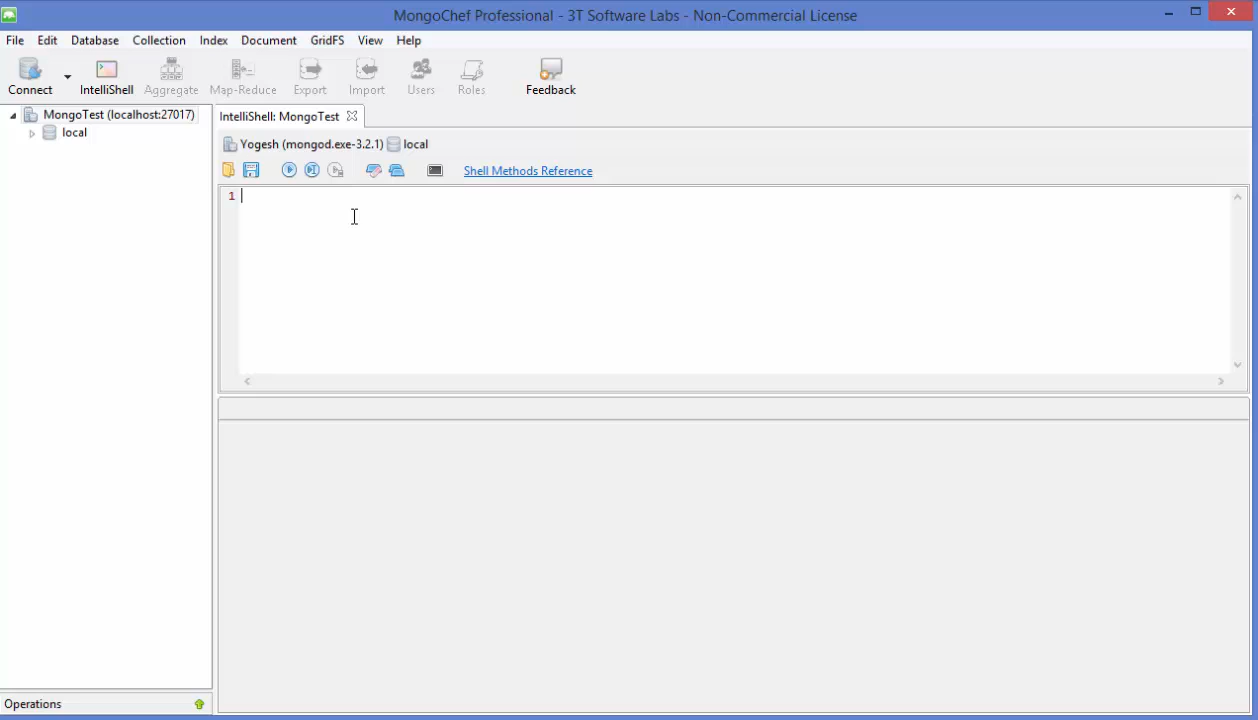 MongoChef Professional - 3T Software Labs - Non-Commercial License
File Edit Database Collection Index Document GridFS View Help
Connect IntelliShell Aggregate Map-Reduce Export Import Users Roles Feedback
MongoTest (localhost:27017)
local
IntelliShell: MongoTest
Yogesh (mongod.exe-3.2.1) local
Shell Methods Reference
1
Operations